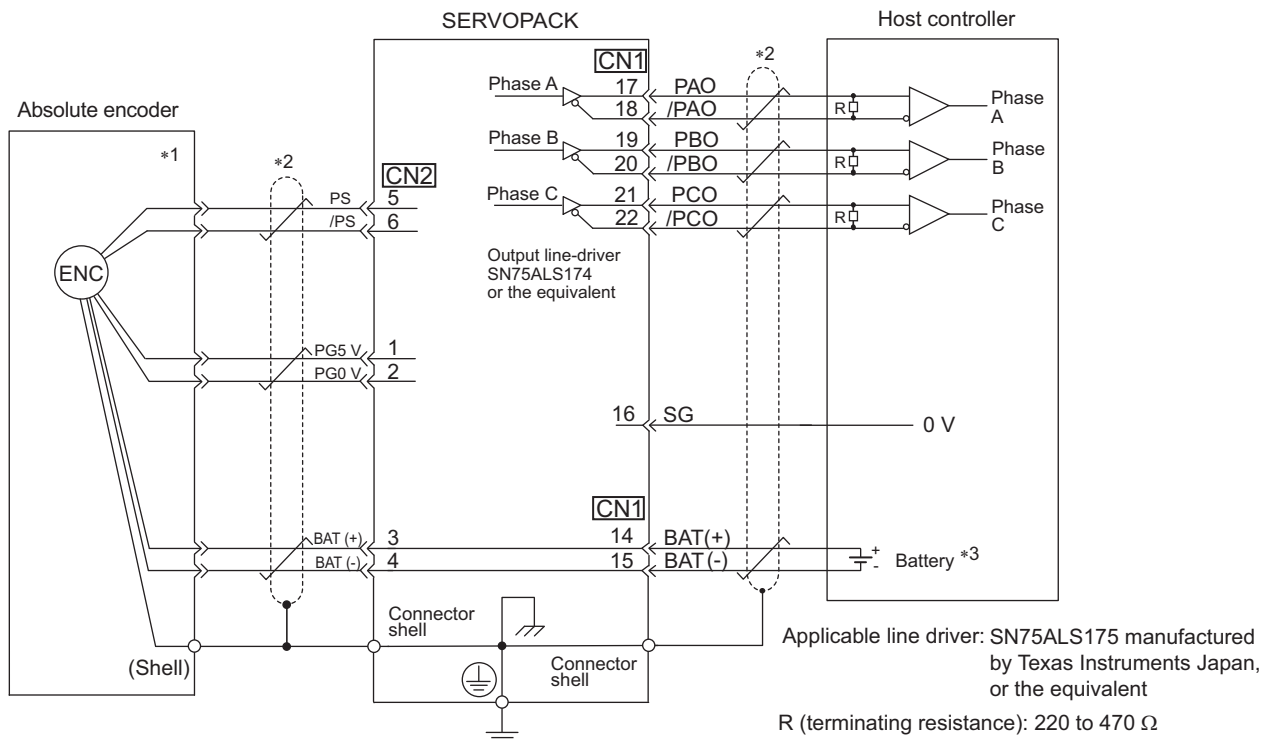 SERVOPACK
Host controller
Absolute encoder
*1
*2
CN2
PS
5
/PS
6
ENC
PG5 V
1
PG0 V
2
BAT (+)
3
BAT (-)
4
(Shell)
Connector
shell
CN1
Phase A
17
PAO
18
/PAO
Phase B
19
PBO
20
/PBO
Phase C
21
PCO
22
/PCO
Output line-driver
SN75ALS174
or the equivalent
*2
R
Phase
A
R
Phase
B
R
Phase
C
16
SG
0 V
CN1
14
BAT(+)
15
BAT (-)
+
-
Battery *3
Connector
shell
Applicable line driver: SN75ALS175 manufactured
by Texas Instruments Japan,
or the equivalent
R (terminating resistance): 220 to 470 Ω